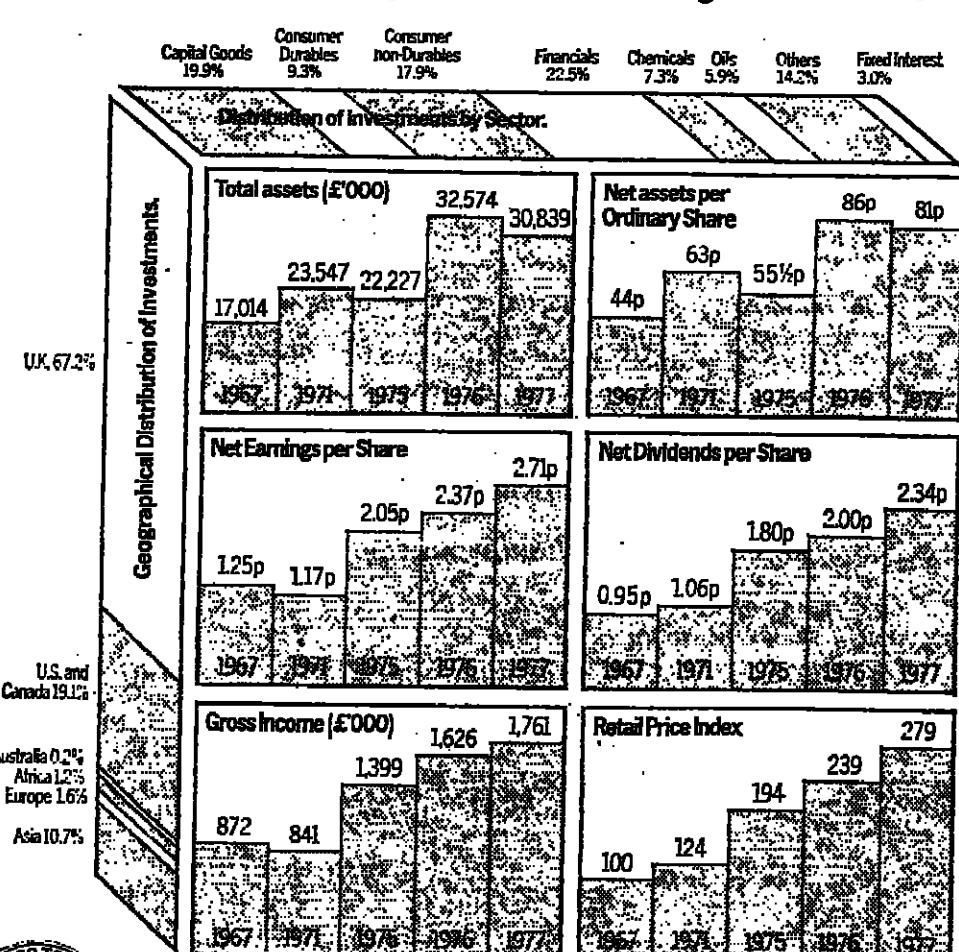 Capital Goods
19.9%
Consumer
Durables
9.3%
Consumer
non-Durables
17.9%
Financials
22.5%
Chemicals
7.3%
Oils
5.9%
Others
14.2%
Fixed Interest
3.0%
Distribution of Investments by Sector.
Geographical Distribution of Investments.
U.K. 67.2%
U.S. and
Canada 19.1%
Australia 0.2%
Africa 1.2%
Europe 1.6%
Asia 10.7%
Total assets (£'000)
17,014 23,547 22,227 32,574 30,839
1967 1971 1975 1976 1977
Net assets per
Ordinary Share
44p 63p 55½p 86p 81p
1967 1971 1975 1976 1977
Net Earnings per Share
1.25p 1.17p 2.05p 2.37p 2.71p
1967 1971 1975 1976 1977
Net Dividends per Share
0.95p 1.06p 1.80p 2.00p 2.34p
1967 1971 1975 1976 1977
Gross Income (£'000)
872 841 1,399 1,626 1,761
1967 1971 1975 1976 1977
Retail Price Index
100 124 194 239 279
1967 1971 1975 1976 1977